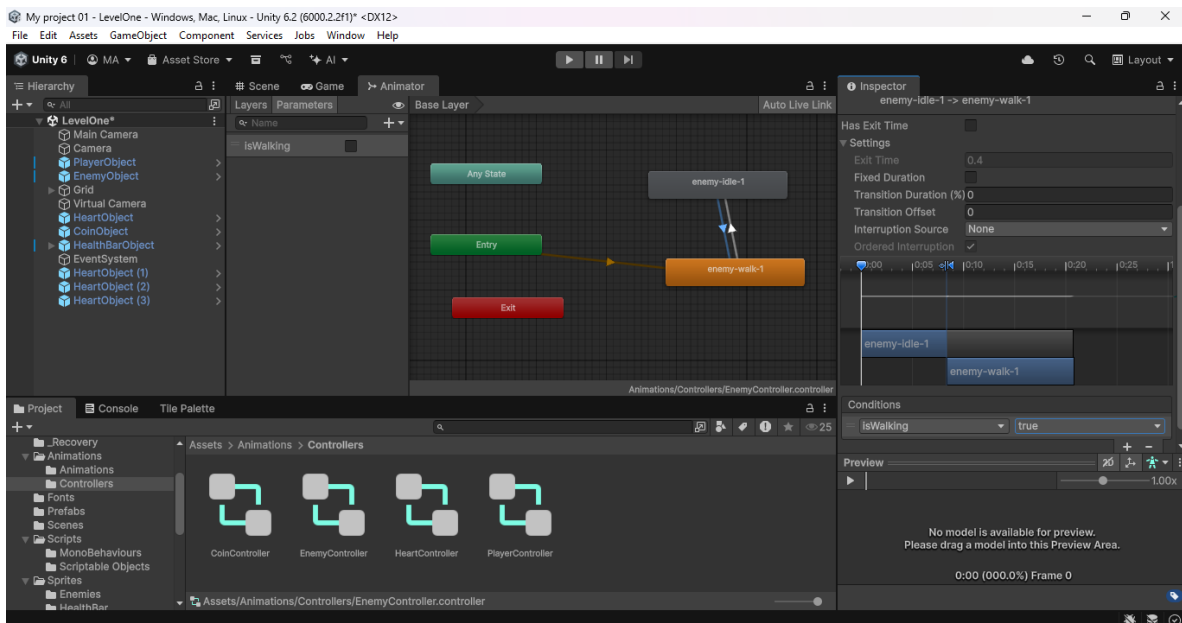 My project 01 - LevelOne - Windows, Mac, Linux - Unity 6.2 (6000.2.2f1)* <DX12>
File Edit Assets GameObject Component Services Jobs Window Help
Unity 6 MA Asset Store AI Layout
Hierarchy
All
LevelOne*
Main Camera
Camera
PlayerObject
EnemyObject
Grid
Virtual Camera
HeartObject
CoinObject
HealthBarObject
EventSystem
HeartObject (1)
HeartObject (2)
HeartObject (3)
Scene Game Animator
Layers Parameters Base Layer Auto Live Link
Name
isWalking
Any State
enemy-idle-1
Entry
enemy-walk-1
Exit
Animations/Controllers/EnemyController.controller
Inspector
enemy-idle-1 -> enemy-walk-1
Has Exit Time
Settings
Exit Time 0.4
Fixed Duration
Transition Duration (%) 0
Transition Offset 0
Interruption Source None
Ordered Interruption
0:00 0:05 0:10 0:15 0:20 0:25
enemy-idle-1
enemy-walk-1
Conditions
isWalking true
+ -
Preview
1.00x
No model is available for preview.
Please drag a model into this Preview Area.
0:00 (000.0%) Frame 0
Project Console Tile Palette
25
_Recovery
Animations
Animations
Controllers
Fonts
Prefabs
Scenes
Scripts
MonoBehaviours
Scriptable Objects
Sprites
Enemies
HealthBar
Assets > Animations > Controllers
CoinController EnemyController HeartController PlayerController
Assets/Animations/Controllers/EnemyController.controller